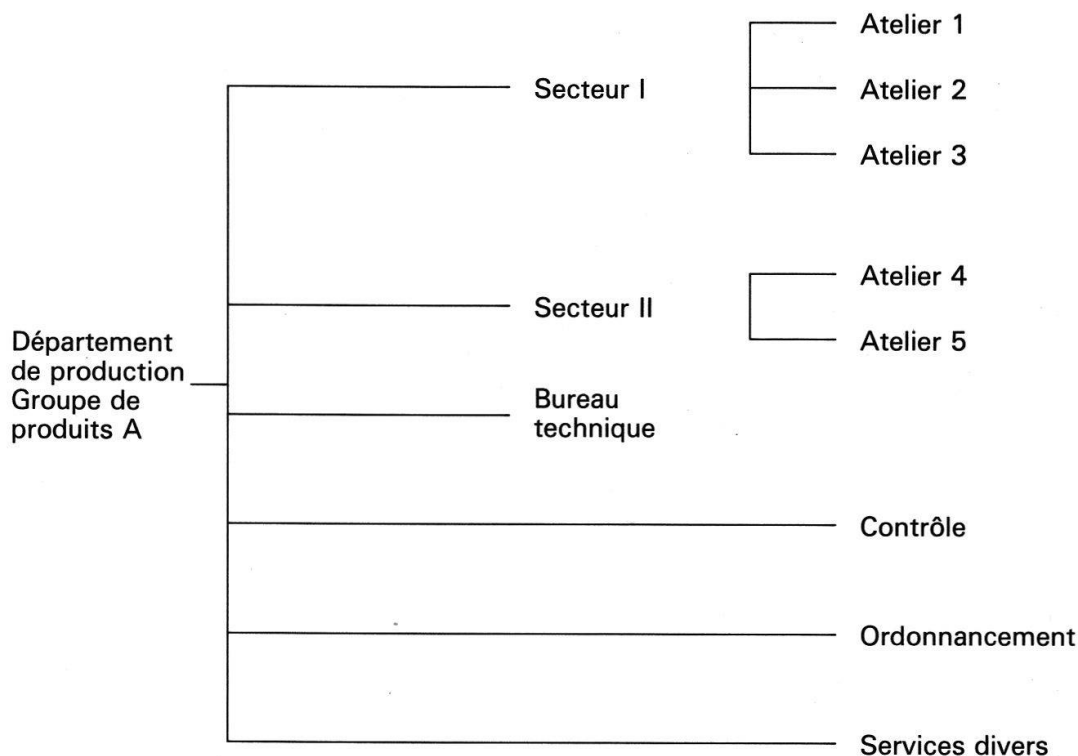 Atelier 1
Secteur I
Atelier 2
Atelier 3
Atelier 4
Secteur II
Atelier 5
Département
de production
Groupe de
produits A
Bureau
technique
Contrôle
Ordonnancement
Services divers